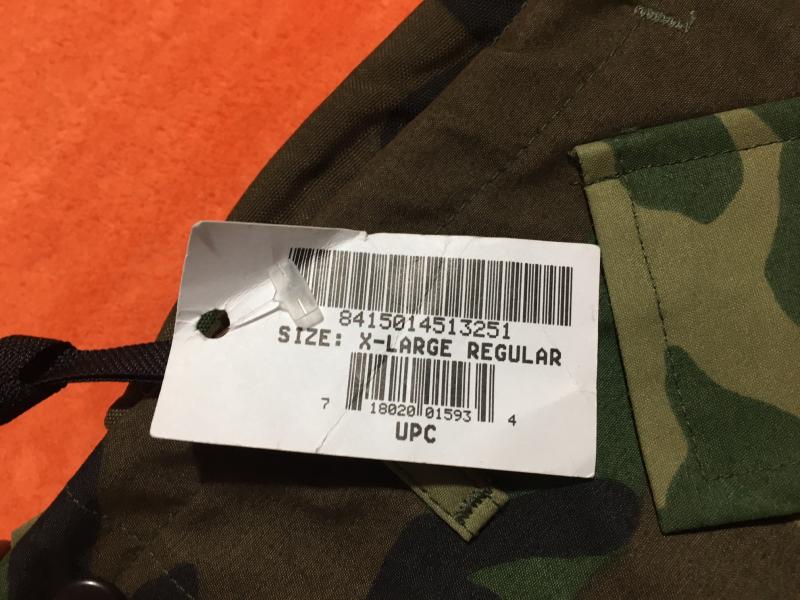 8415014513251
SIZE: X-LARGE REGULAR
7 18020 01593 4
UPC